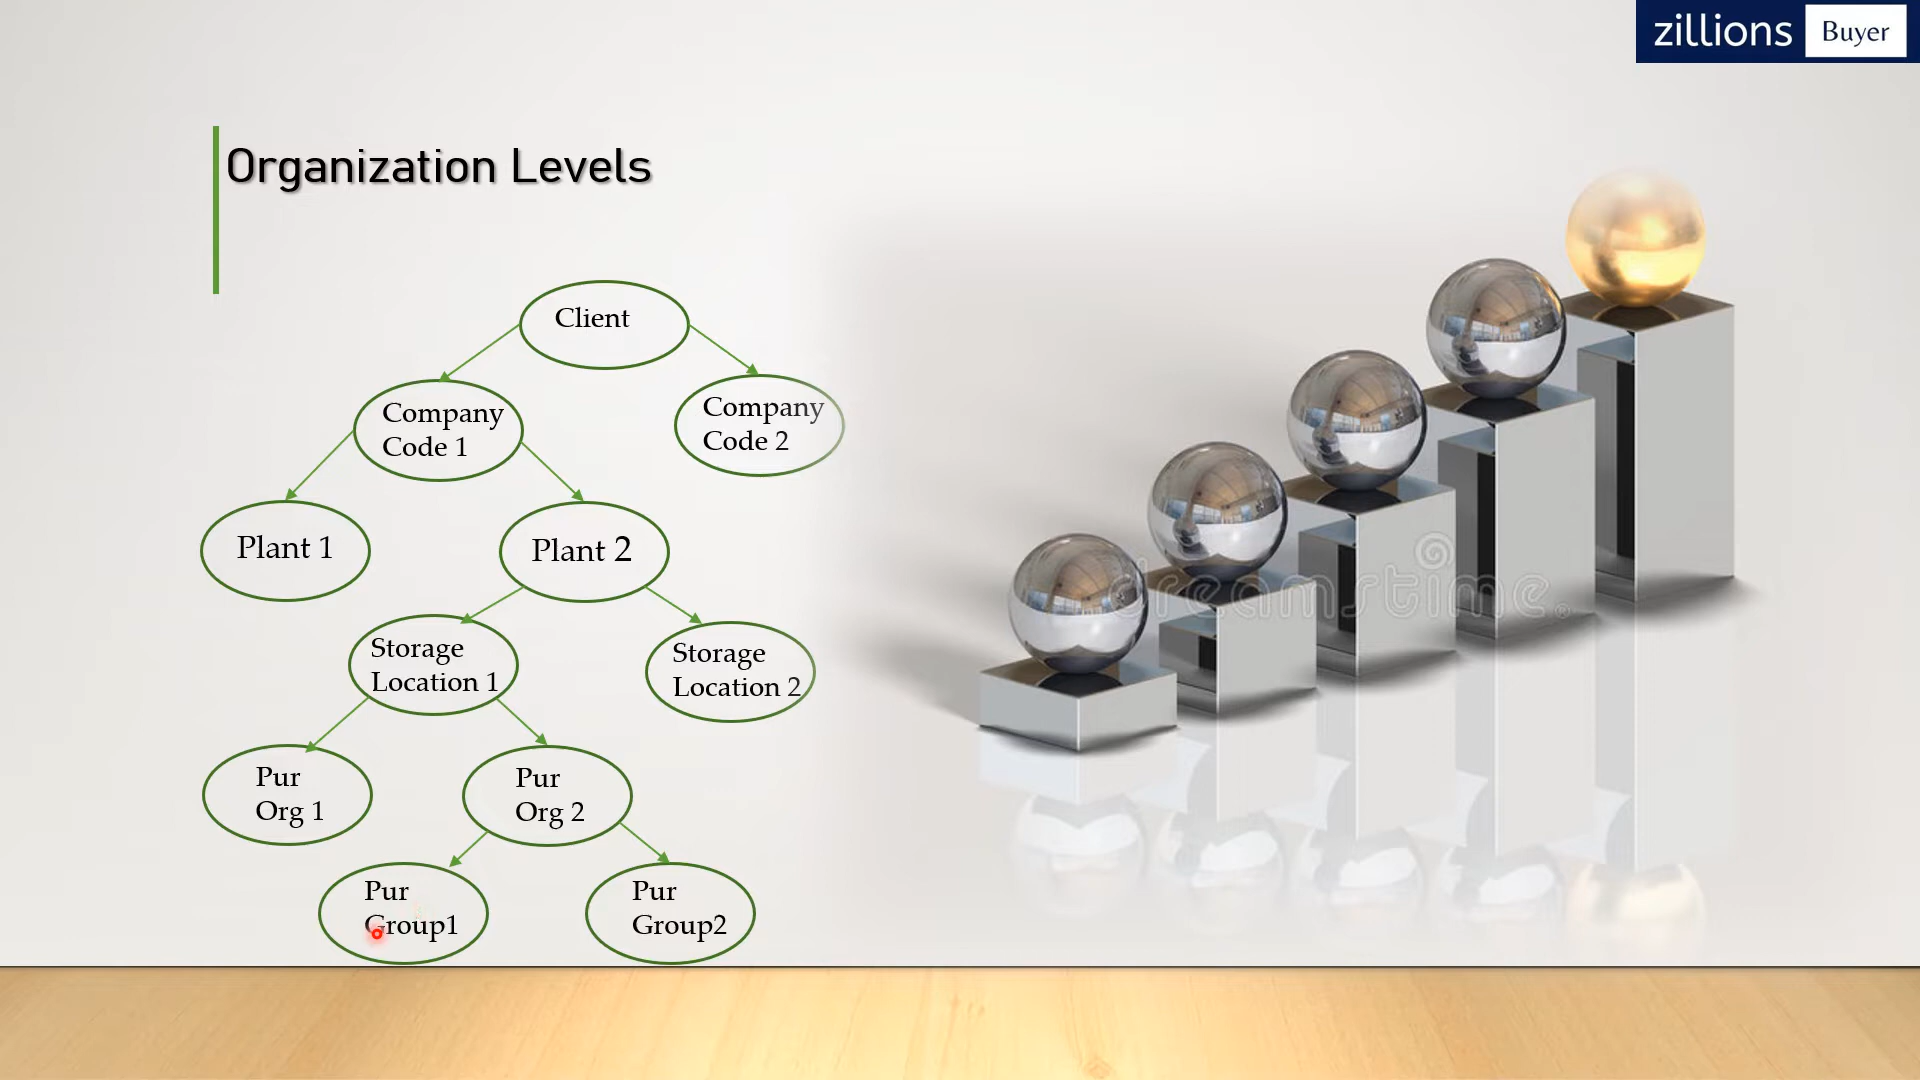 zillions Buyer
Organization Levels
Client
Company
Code 1
Company
Code 2
Plant 1
Plant 2
Storage
Location 1
Storage
Location 2
Pur
Org 1
Pur
Org 2
Pur
Group1
Pur
Group2
dreamstime.